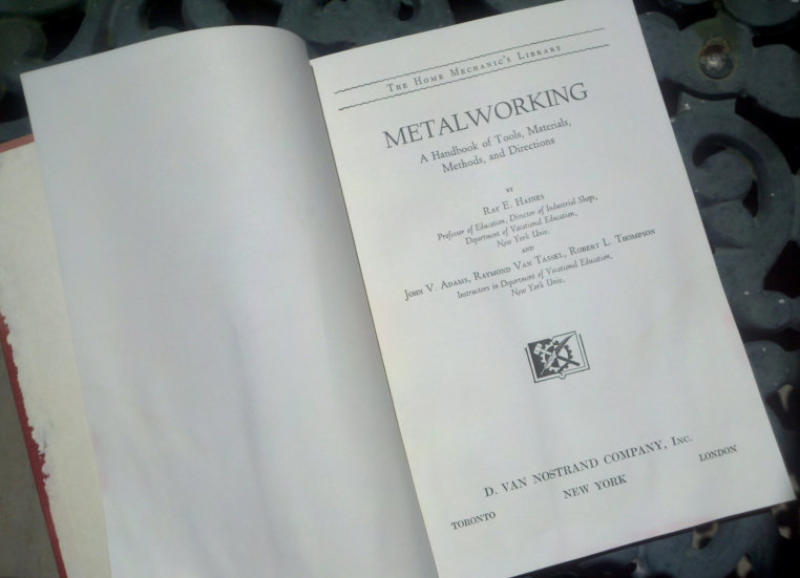 The Home Mechanic's Library
METALWORKING
A Handbook of Tools, Materials,
Methods, and Directions
BY
Ray E. Haines
Professor of Education, Director of Industrial Shops,
Department of Vocational Education,
New York Univ.
AND
John V. Adams, Raymond Van Tassel, Robert L. Thompson
Instructors in Department of Vocational Education,
New York Univ.
D. VAN NOSTRAND COMPANY, Inc.
TORONTO NEW YORK LONDON